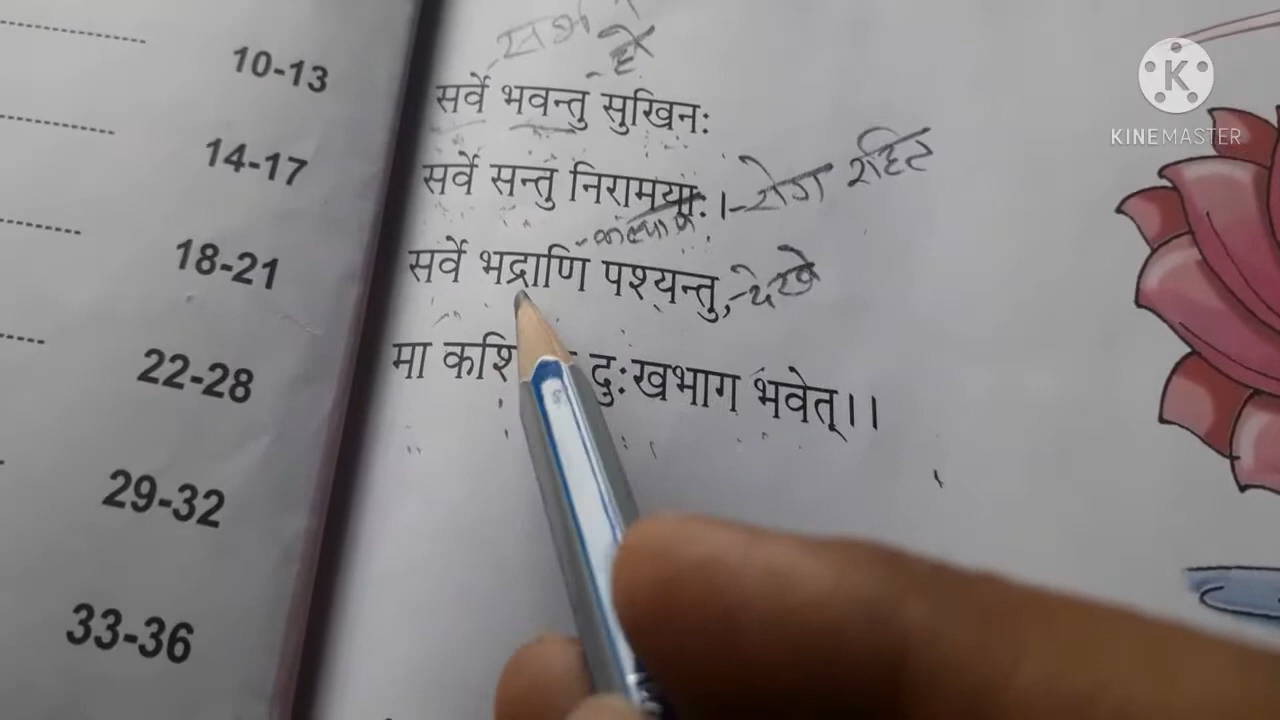 10-13
14-17
18-21
22-28
29-32
33-36
हो
सर्वे भवन्तु सुखिनः
सर्वे सन्तु निरामयाः। -रोग रहित
-कल्याण
सर्वे भद्राणि पश्यन्तु, -देखे
मा दुःखभाग भवेत्।।
KINEMASTER